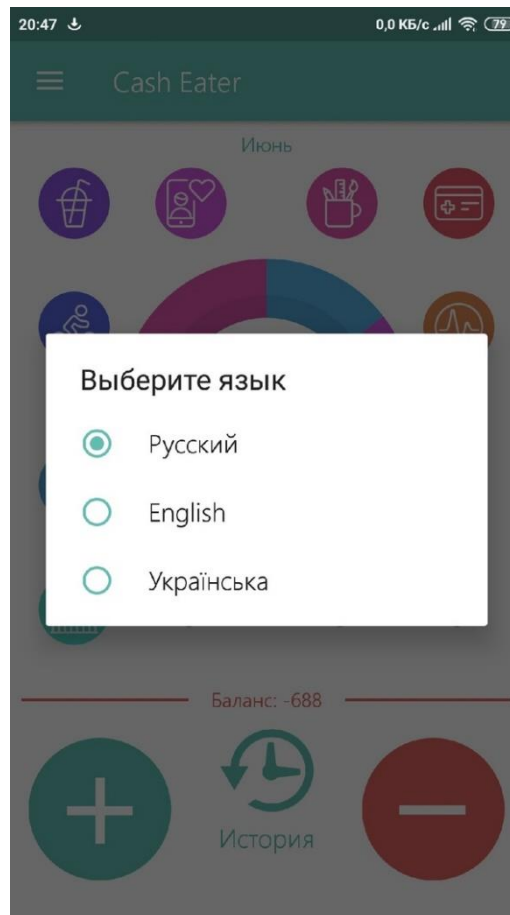 20:47
0,0 КБ/с
79
Cash Eater
Июнь
Выберите язык
Русский
English
Українська
Баланс: -688
История